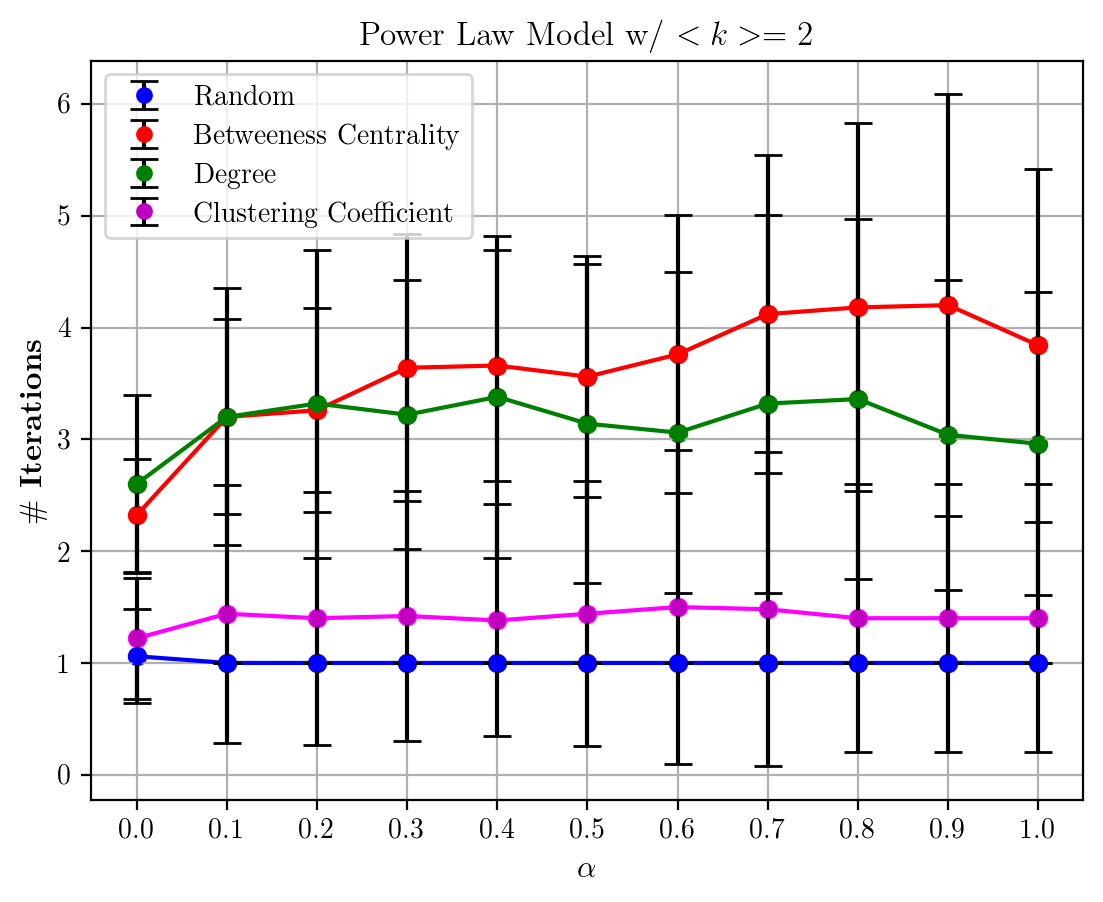 Power Law Model w/ < k >= 2
Random
Betweeness Centrality
Degree
Clustering Coefficient
# Iterations
6
5
4
3
2
1
0
0.0 0.1 0.2 0.3 0.4 0.5 0.6 0.7 0.8 0.9 1.0
α